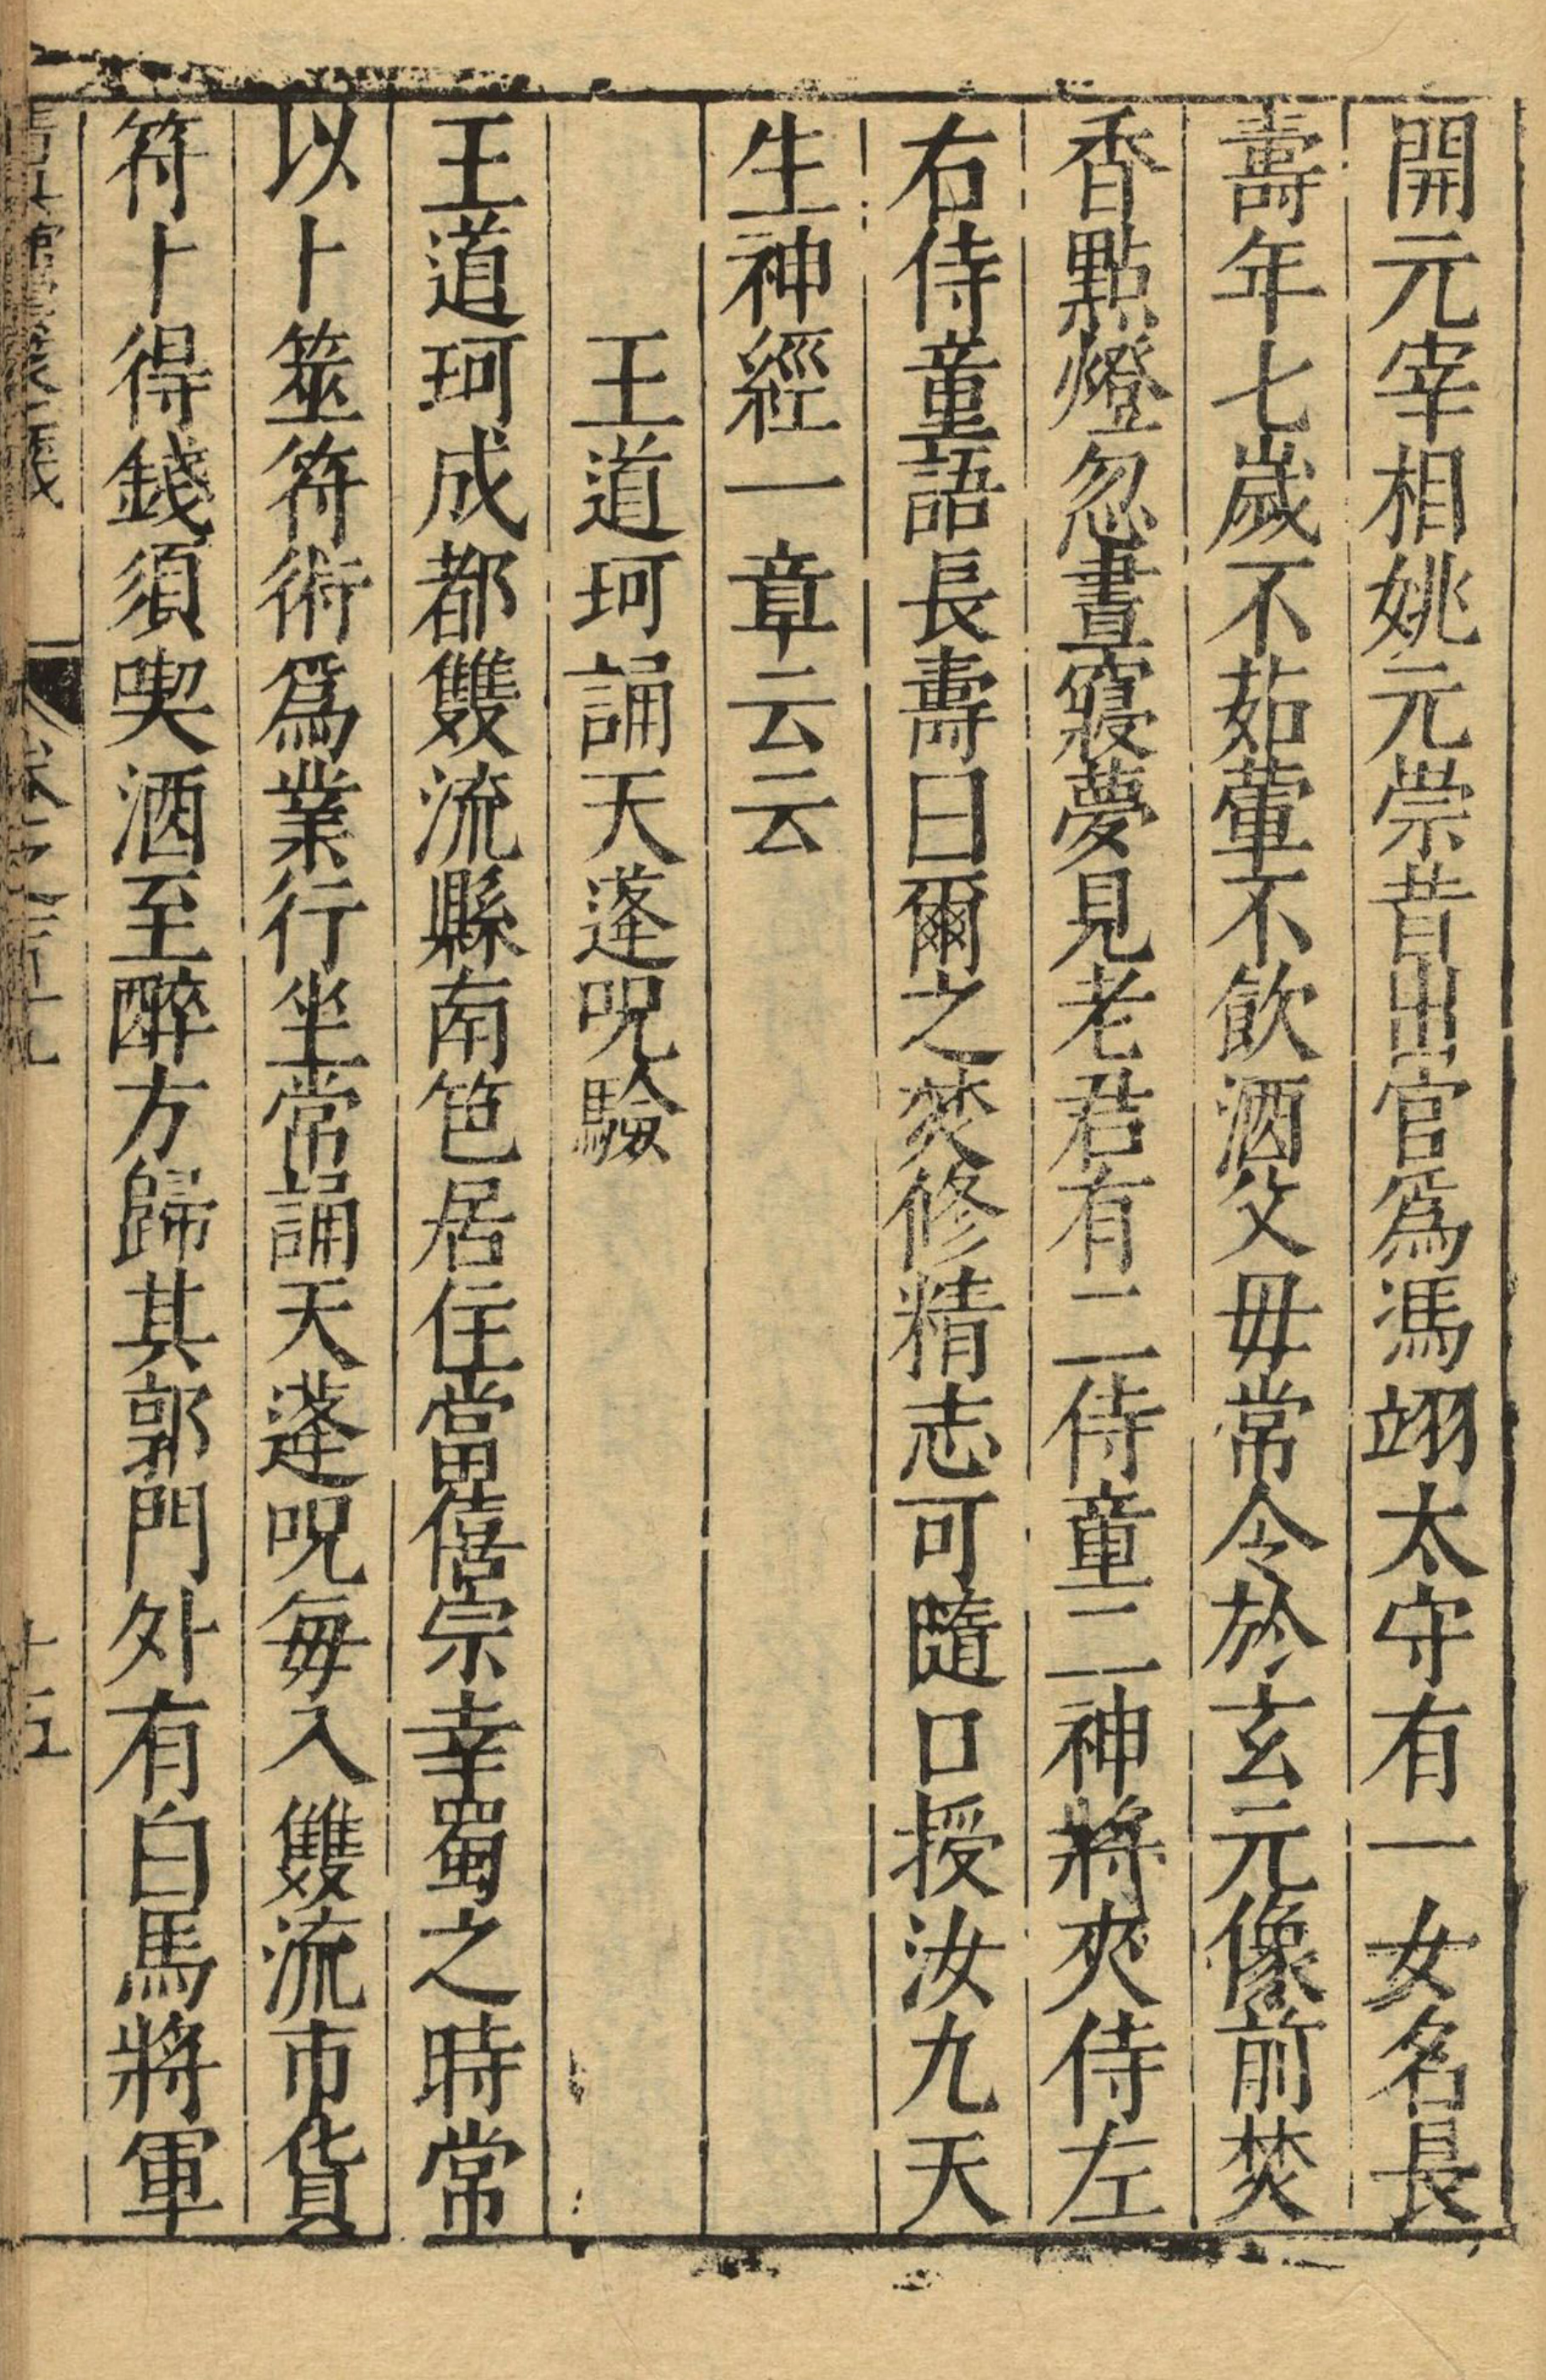 開元宰相姚元崇昔出官爲馮翊太守有一女名長
壽年七歲不茹葷不飲酒父毋常令於玄元像前焚
香點燈忽晝寢夢見老君有二侍童二神將夾侍左
右侍童語長壽曰爾之焚修精志可隨口授汝九天
生神經一章云云
王道珂誦天蓬呪驗
王道珂成都雙流縣南笆居住當僖宗幸蜀之時常
以卜筮符術爲業行坐常誦天蓬呪每入雙流市貨
符卜得錢須喫酒至醉方歸其郭門外有白馬將軍
十五